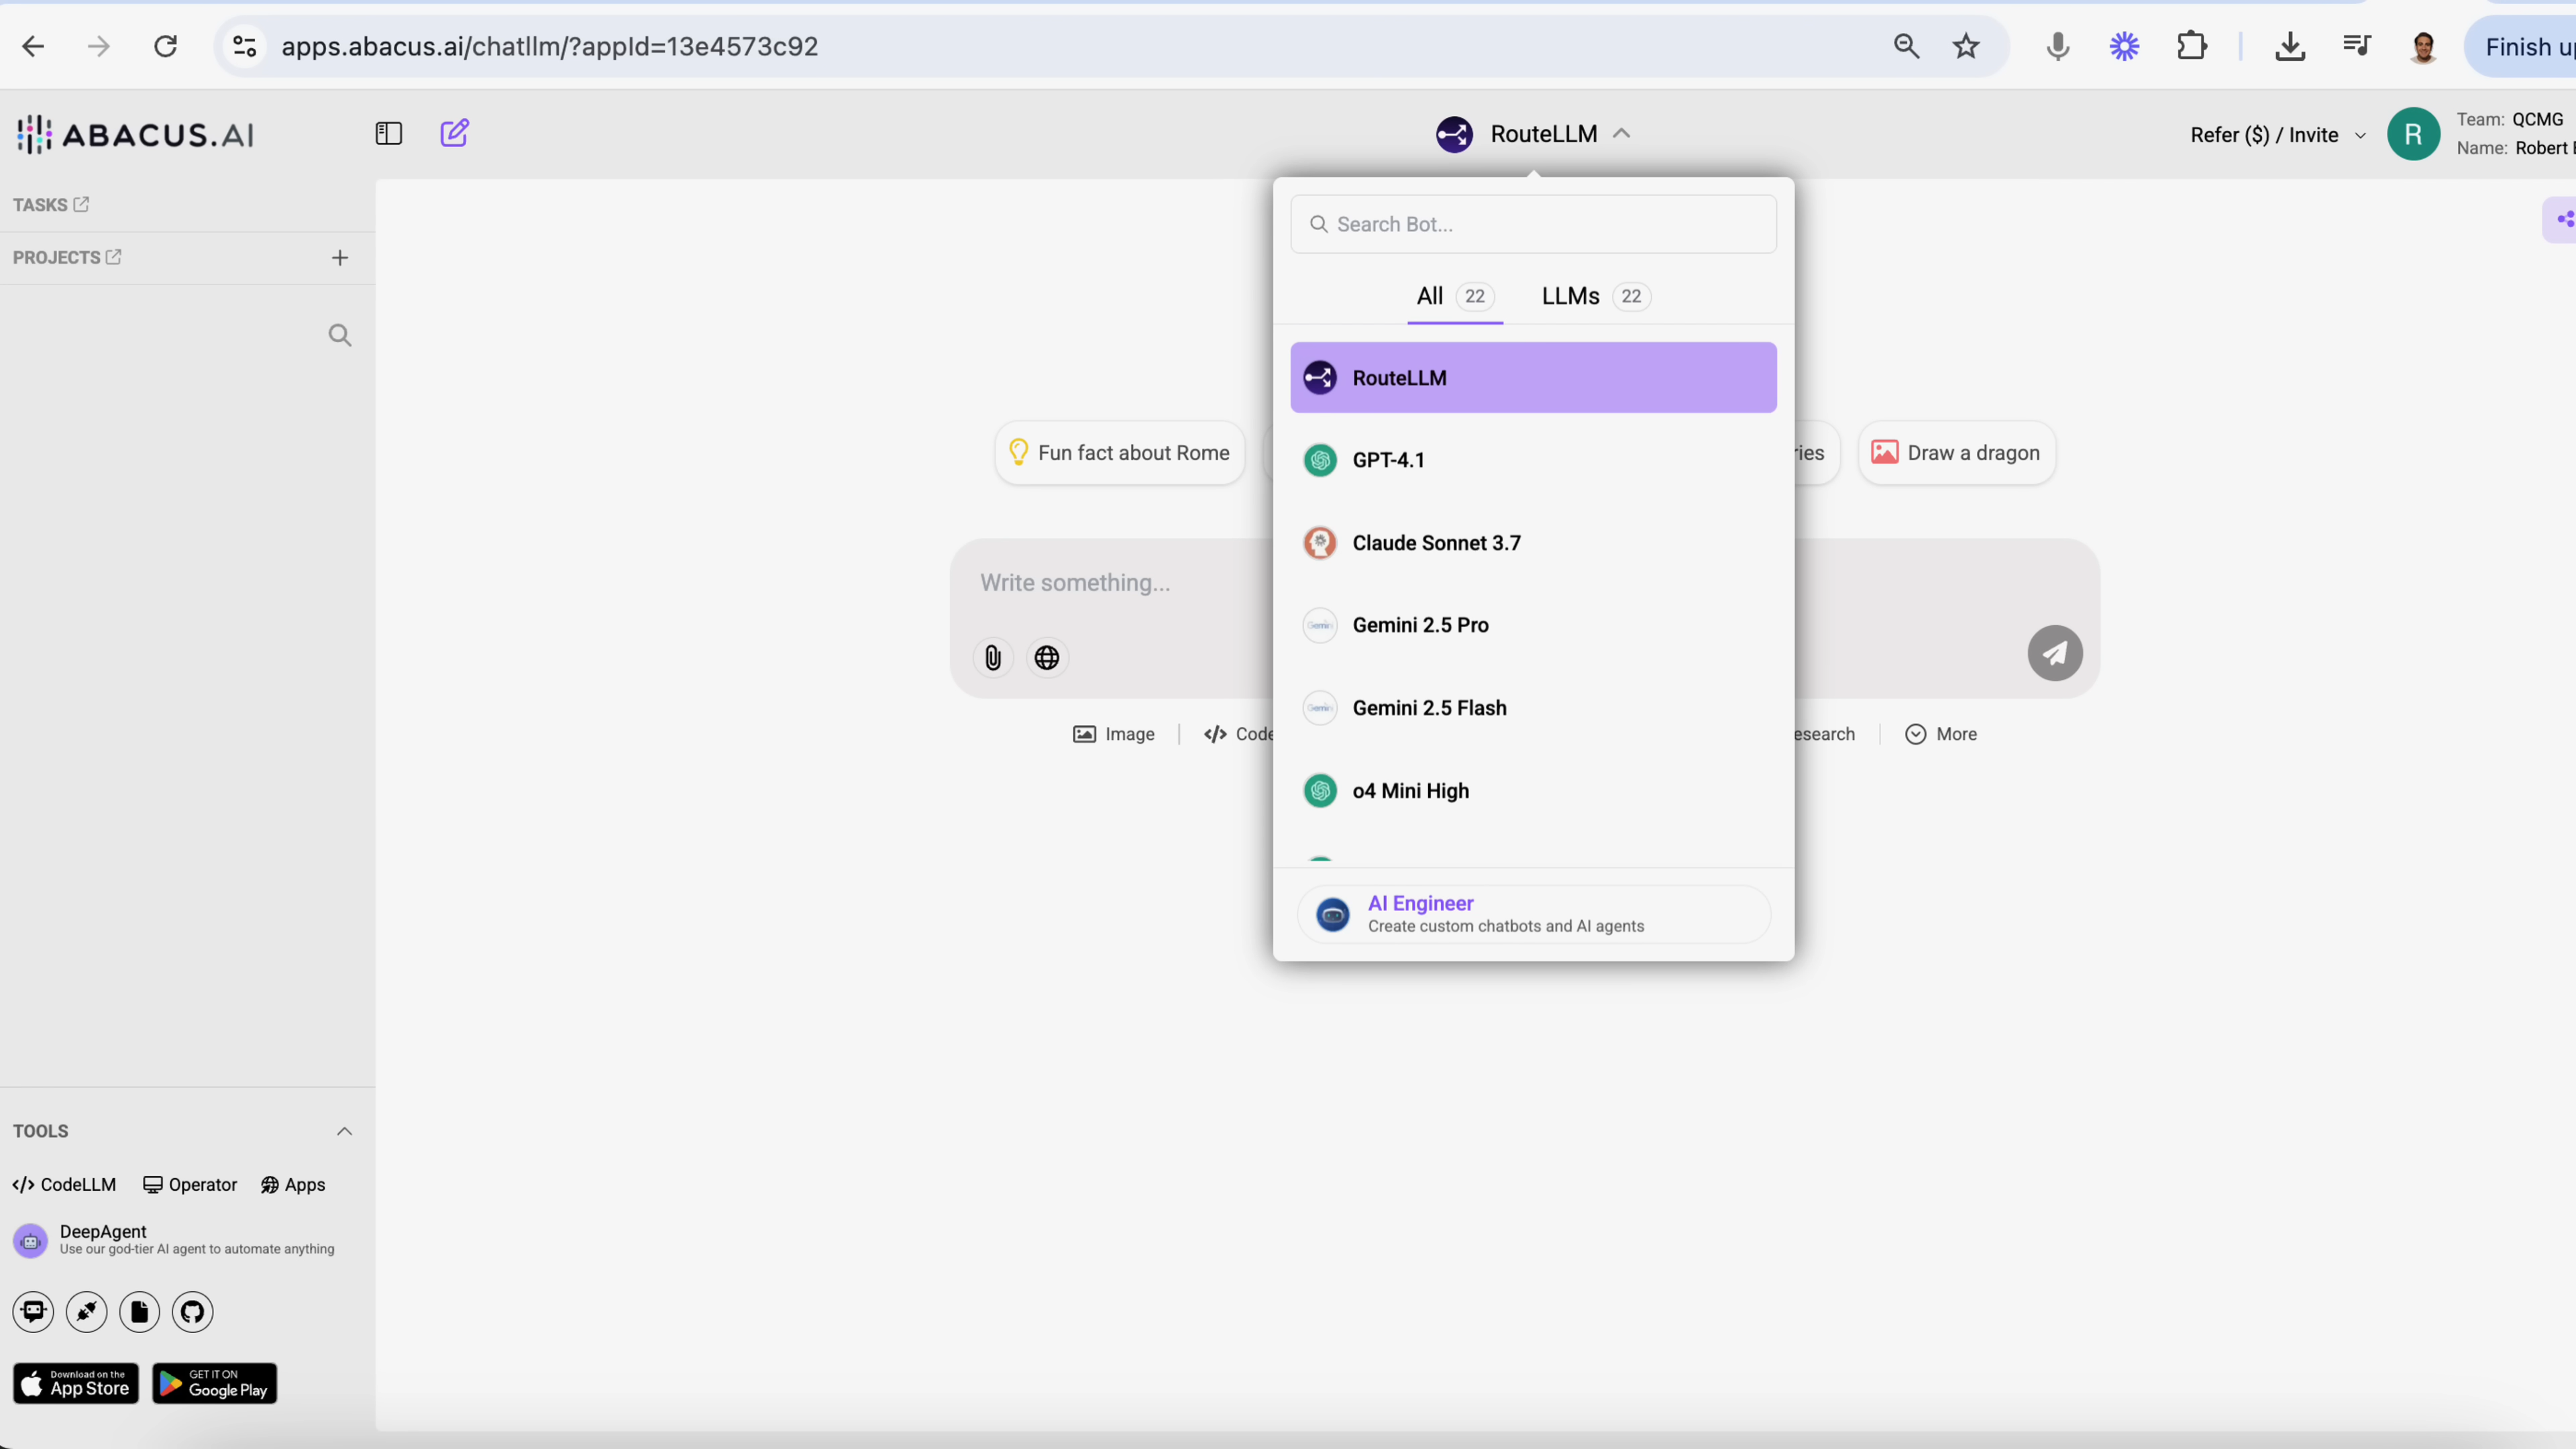 apps.abacus.ai/chatllm/?appId=13e4573c92
Finish
ABACUS.AI
RouteLLM
Refer ($) / Invite
R
Team: QCMG
Name: Robert
TASKS
PROJECTS
Search Bot...
All 22 LLMs 22
RouteLLM
GPT-4.1
Claude Sonnet 3.7
Gemini 2.5 Pro
Gemini 2.5 Flash
o4 Mini High
AI Engineer
Create custom chatbots and AI agents
Fun fact about Rome
ries
Draw a dragon
Write something...
Image
</> Code
esearch
More
TOOLS
</> CodeLLM
Operator
Apps
DeepAgent
Use our god-tier AI agent to automate anything
Download on the
App Store
GET IT ON
Google Play